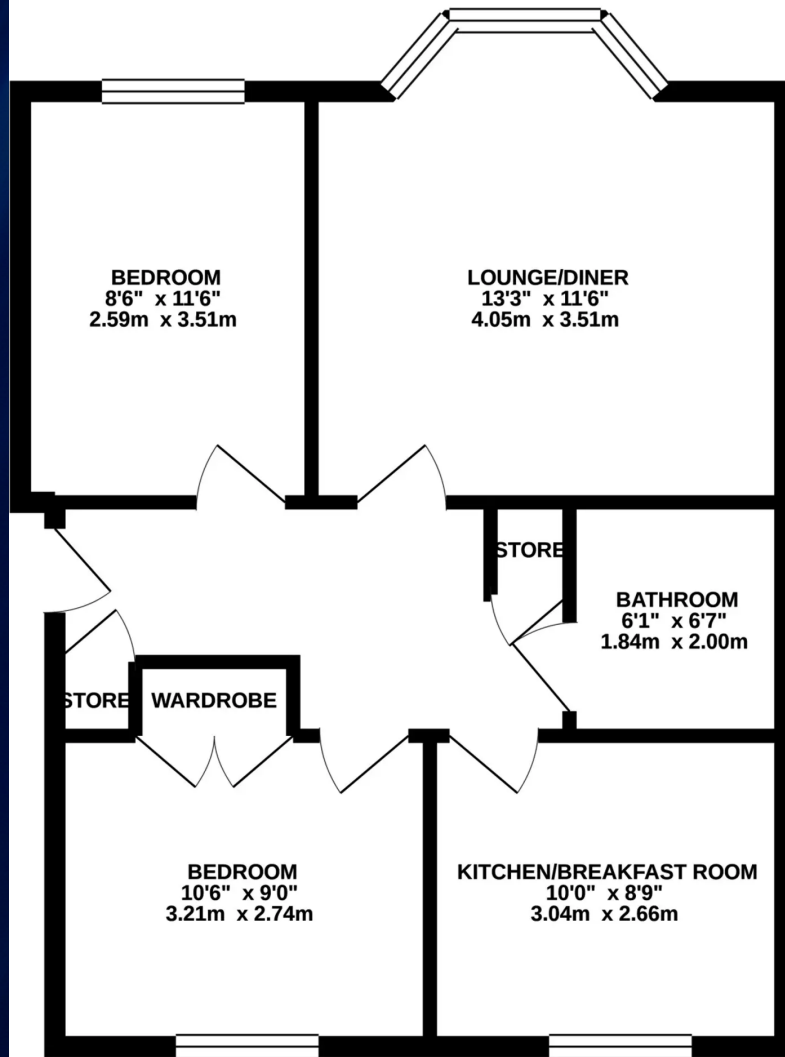 BEDROOM
8'6" x 11'6"
2.59m x 3.51m
LOUNGE/DINER
13'3" x 11'6"
4.05m x 3.51m
STORE
BATHROOM
6'1" x 6'7"
1.84m x 2.00m
STORE
WARDROBE
BEDROOM
10'6" x 9'0"
3.21m x 2.74m
KITCHEN/BREAKFAST ROOM
10'0" x 8'9"
3.04m x 2.66m